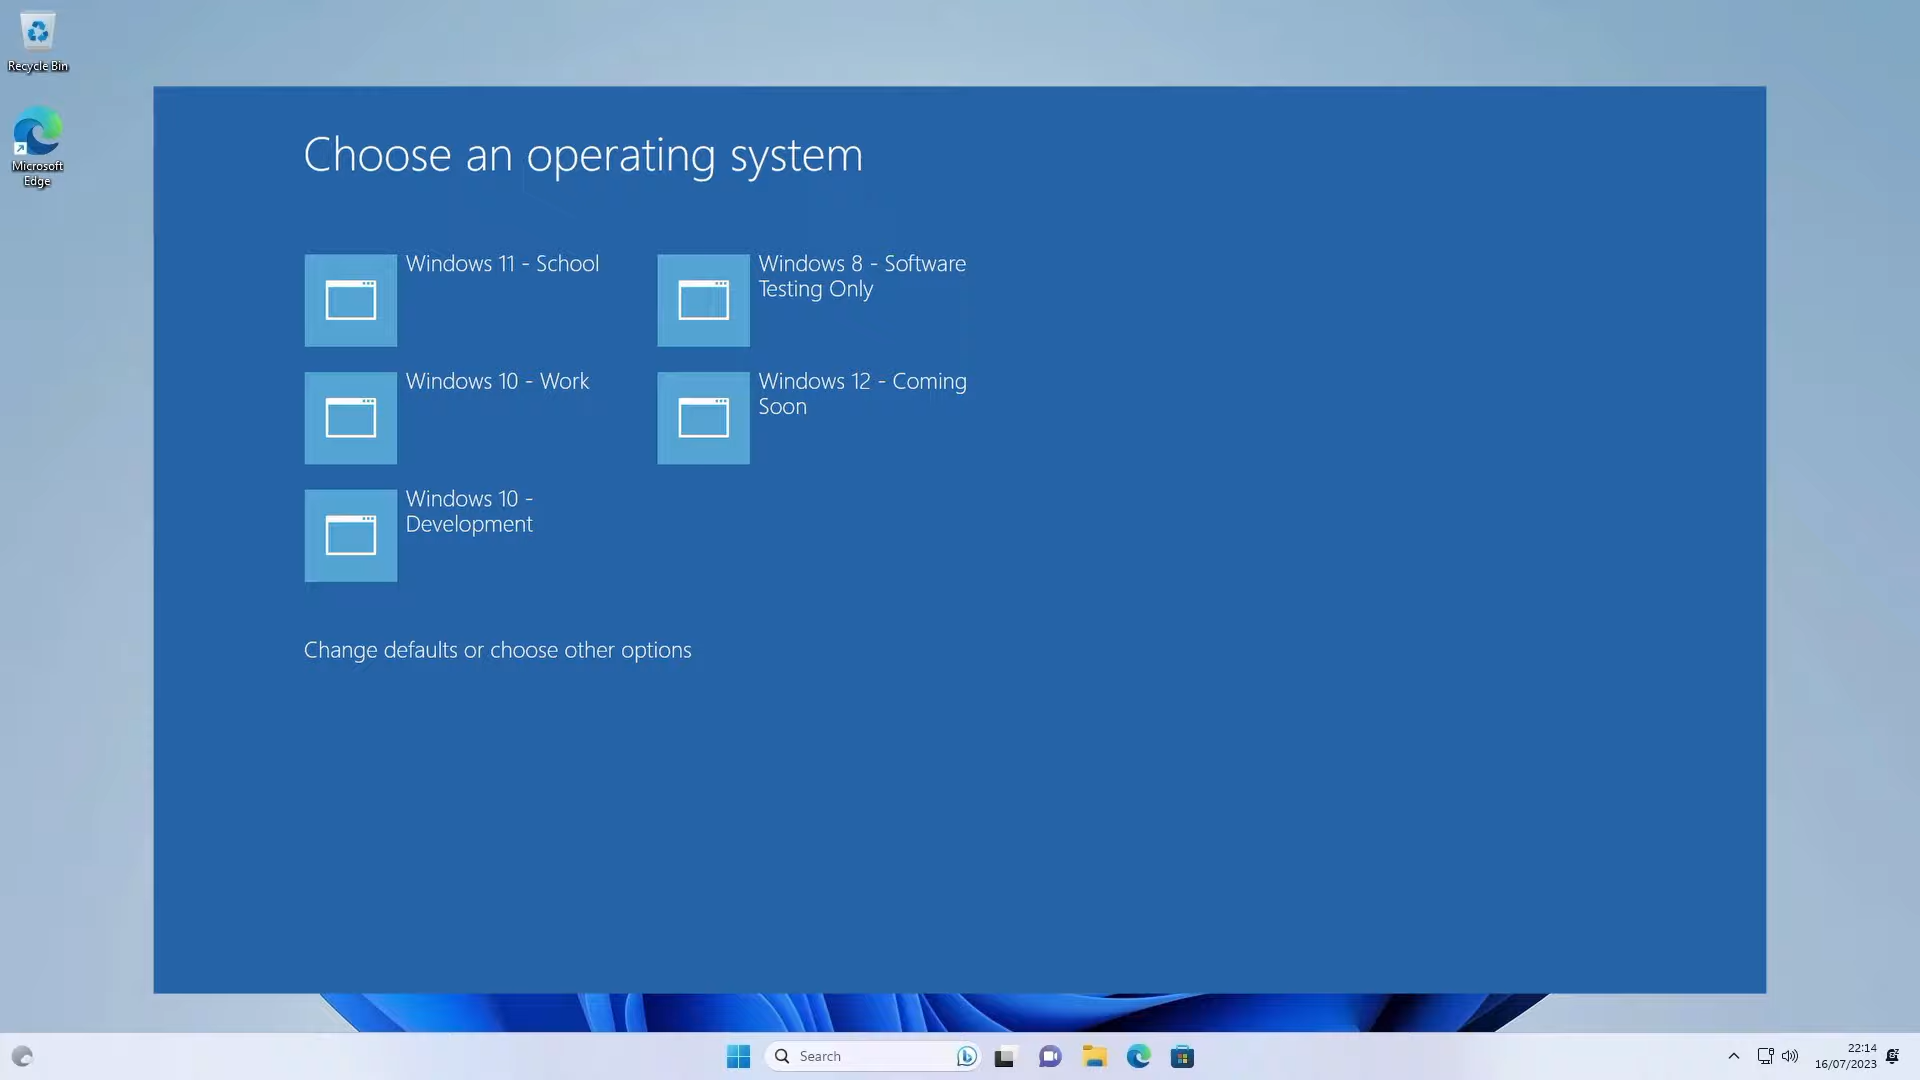 Recycle Bin
Microsoft
Edge
Choose an operating system
Windows 11 - School
Windows 8 - Software
Testing Only
Windows 10 - Work
Windows 12 - Coming
Soon
Windows 10 -
Development
Change defaults or choose other options
Search
22:14
16/07/2023